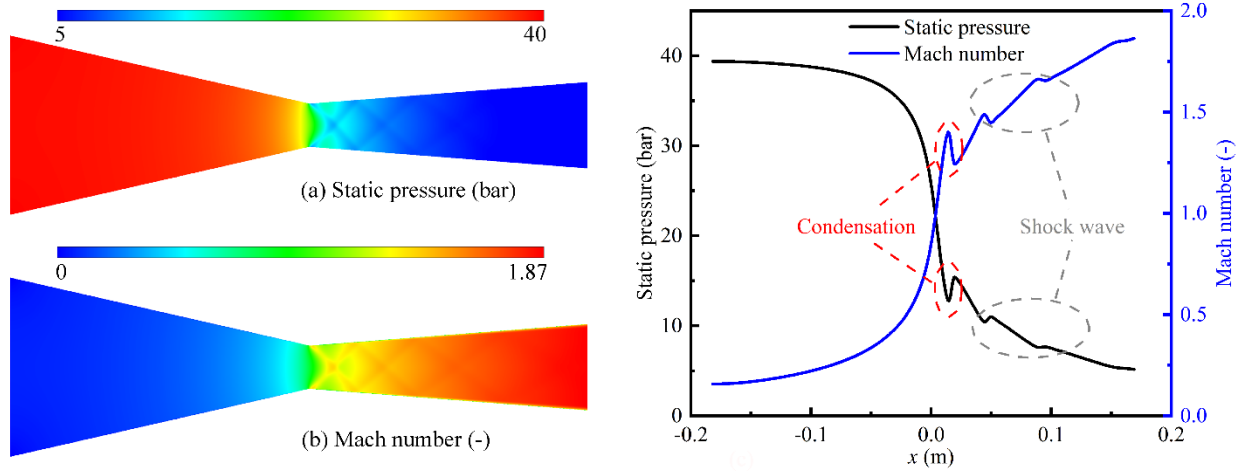 5 40
(a) Static pressure (bar)
0 1.87
(b) Mach number (-)
Static pressure
Mach number
Condensation
Shock wave
Static pressure (bar)
40
30
20
10
0
Mach number (-)
2.0
1.5
1.0
0.5
0.0
-0.2 -0.1 0.0 0.1 0.2
x (m)